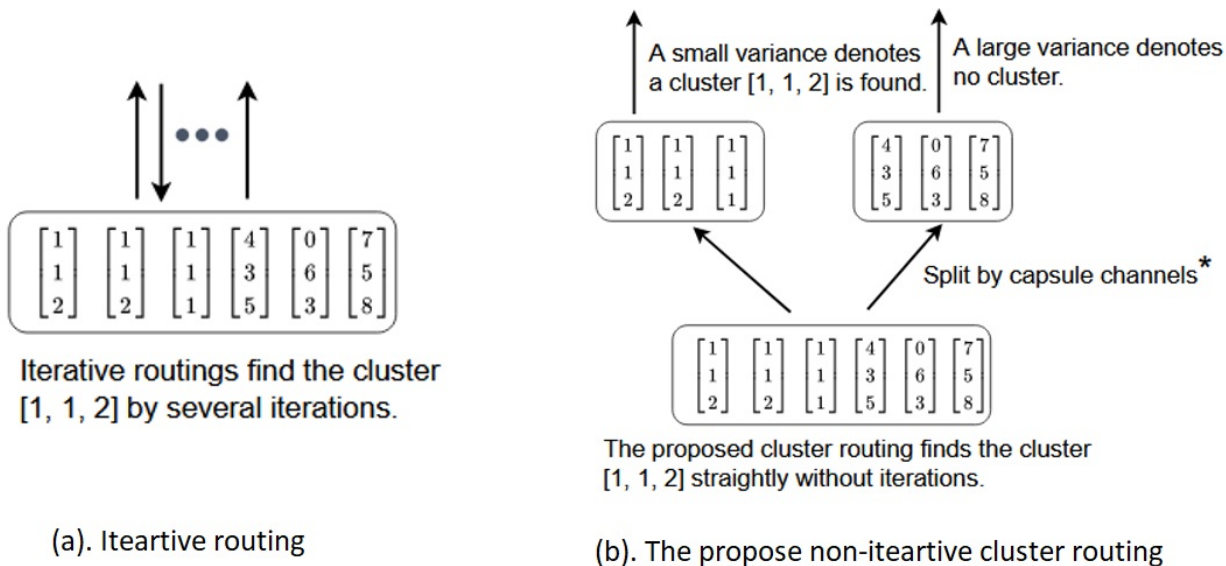 [1 1 2] [1 1 2] [1 1 1] [4 3 5] [0 6 3] [7 5 8]
Iterative routings find the cluster
[1, 1, 2] by several iterations.
(a). Iteartive routing
A small variance denotes
a cluster [1, 1, 2] is found.
A large variance denotes
no cluster.
[1 1 2] [1 1 2] [1 1 1]
[4 3 5] [0 6 3] [7 5 8]
Split by capsule channels*
[1 1 2] [1 1 2] [1 1 1] [4 3 5] [0 6 3] [7 5 8]
The proposed cluster routing finds the cluster
[1, 1, 2] straightly without iterations.
(b). The propose non-iteartive cluster routing